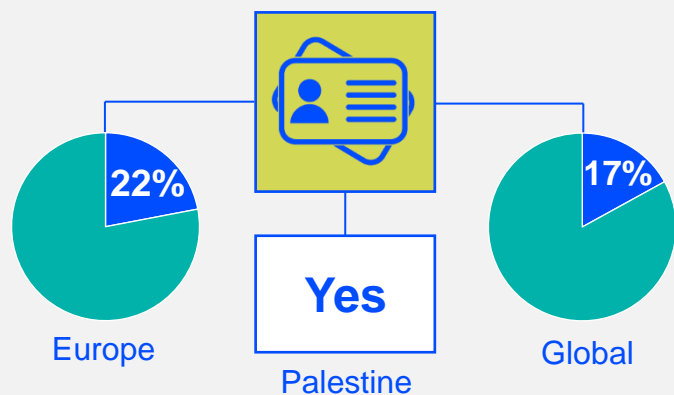 22%
17%
Yes
Europe
Global
Palestine